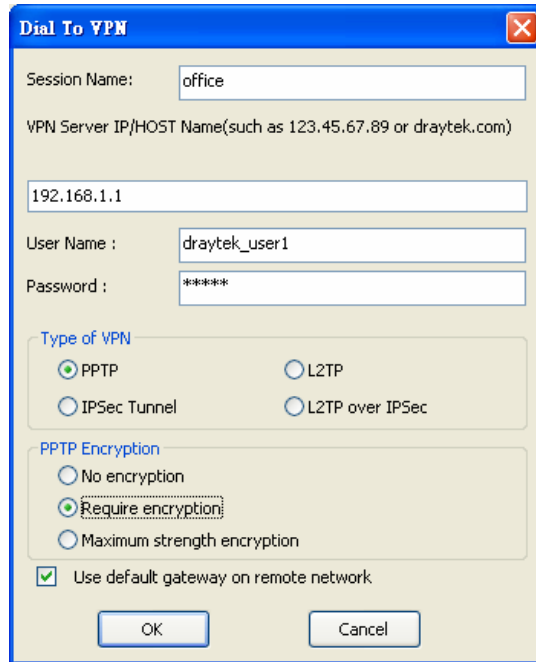 Dial To VPN
Session Name: office
VPN Server IP/HOST Name(such as 123.45.67.89 or draytek.com)
192.168.1.1
User Name : draytek_user1
Password : *****
Type of VPN
PPTP L2TP
IPSec Tunnel L2TP over IPSec
PPTP Encryption
No encryption
Require encryption
Maximum strength encryption
Use default gateway on remote network
OK Cancel